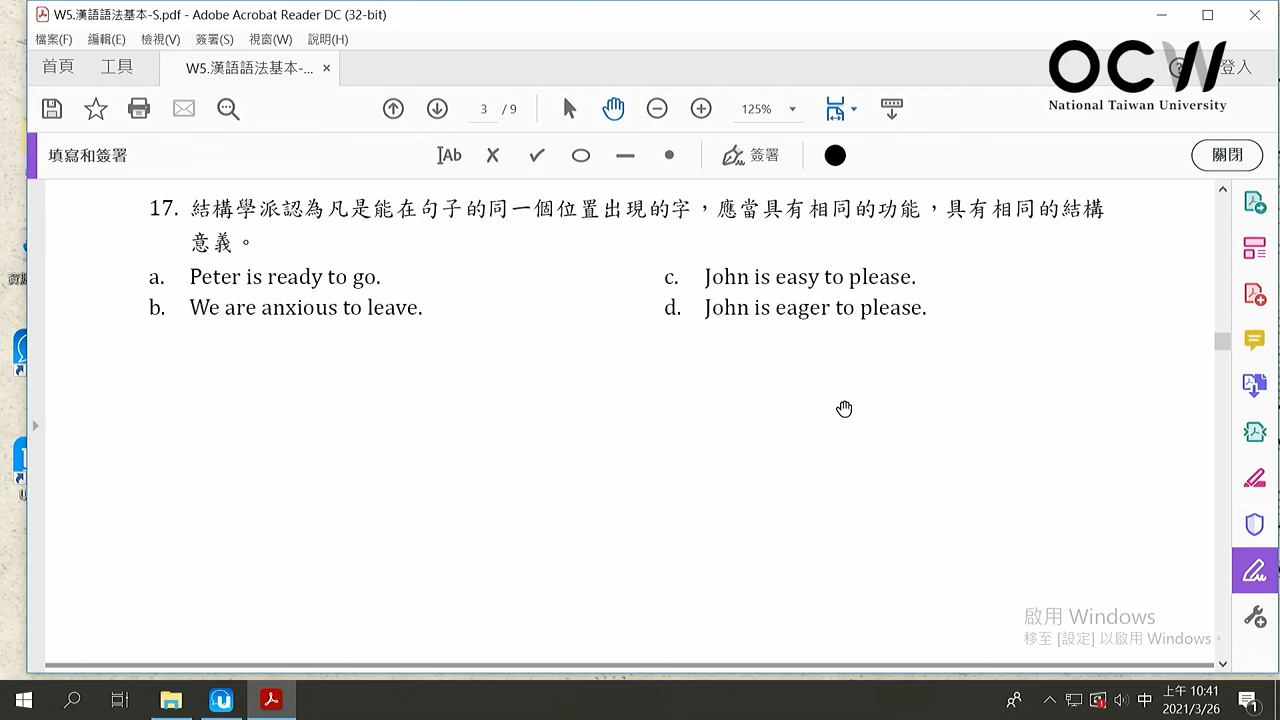 W5.漢語語法基本-S.pdf - Adobe Acrobat Reader DC (32-bit)
檔案(F) 編輯(E) 檢視(V) 簽署(S) 視窗(W) 說明(H)
首頁 工具 W5.漢語語法基本-... × 登入
OCW
National Taiwan University
3 / 9 125%
填寫和簽署 Ab 簽署 關閉
17. 結構學派認為凡是能在句子的同一個位置出現的字，應當具有相同的功能，具有相同的結構
意義。
a. Peter is ready to go. c. John is easy to please.
b. We are anxious to leave. d. John is eager to please.
啟用 Windows
移至 [設定] 以啟用 Windows。
中 上午 10:41
2021/3/26
1